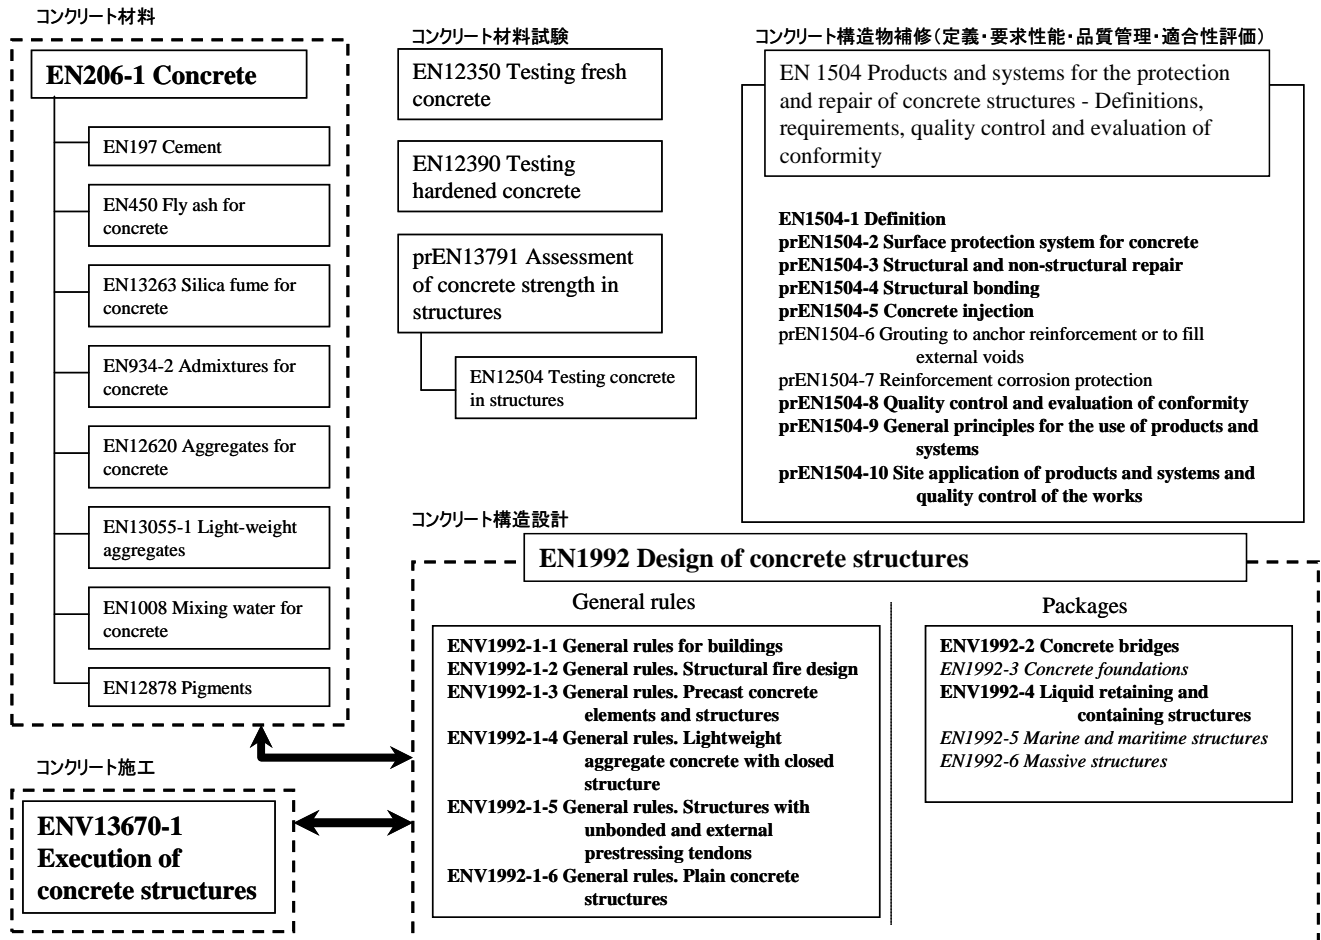 コンクリート材料
EN206-1 Concrete
EN197 Cement
EN450 Fly ash for
concrete
EN13263 Silica fume for
concrete
EN934-2 Admixtures for
concrete
EN12620 Aggregates for
concrete
EN13055-1 Light-weight
aggregates
EN1008 Mixing water for
concrete
EN12878 Pigments
コンクリート材料試験
EN12350 Testing fresh
concrete
EN12390 Testing
hardened concrete
prEN13791 Assessment
of concrete strength in
structures
EN12504 Testing concrete
in structures
コンクリート構造物補修(定義・要求性能・品質管理・適合性評価)
EN 1504 Products and systems for the protection
and repair of concrete structures - Definitions,
requirements, quality control and evaluation of
conformity
EN1504-1 Definition
prEN1504-2 Surface protection system for concrete
prEN1504-3 Structural and non-structural repair
prEN1504-4 Structural bonding
prEN1504-5 Concrete injection
prEN1504-6 Grouting to anchor reinforcement or to fill
external voids
prEN1504-7 Reinforcement corrosion protection
prEN1504-8 Quality control and evaluation of conformity
prEN1504-9 General principles for the use of products and
systems
prEN1504-10 Site application of products and systems and
quality control of the works
コンクリート構造設計
EN1992 Design of concrete structures
General rules
ENV1992-1-1 General rules for buildings
ENV1992-1-2 General rules. Structural fire design
ENV1992-1-3 General rules. Precast concrete
elements and structures
ENV1992-1-4 General rules. Lightweight
aggregate concrete with closed
structure
ENV1992-1-5 General rules. Structures with
unbonded and external
prestressing tendons
ENV1992-1-6 General rules. Plain concrete
structures
Packages
ENV1992-2 Concrete bridges
EN1992-3 Concrete foundations
ENV1992-4 Liquid retaining and
containing structures
EN1992-5 Marine and maritime structures
EN1992-6 Massive structures
コンクリート施工
ENV13670-1
Execution of
concrete structures